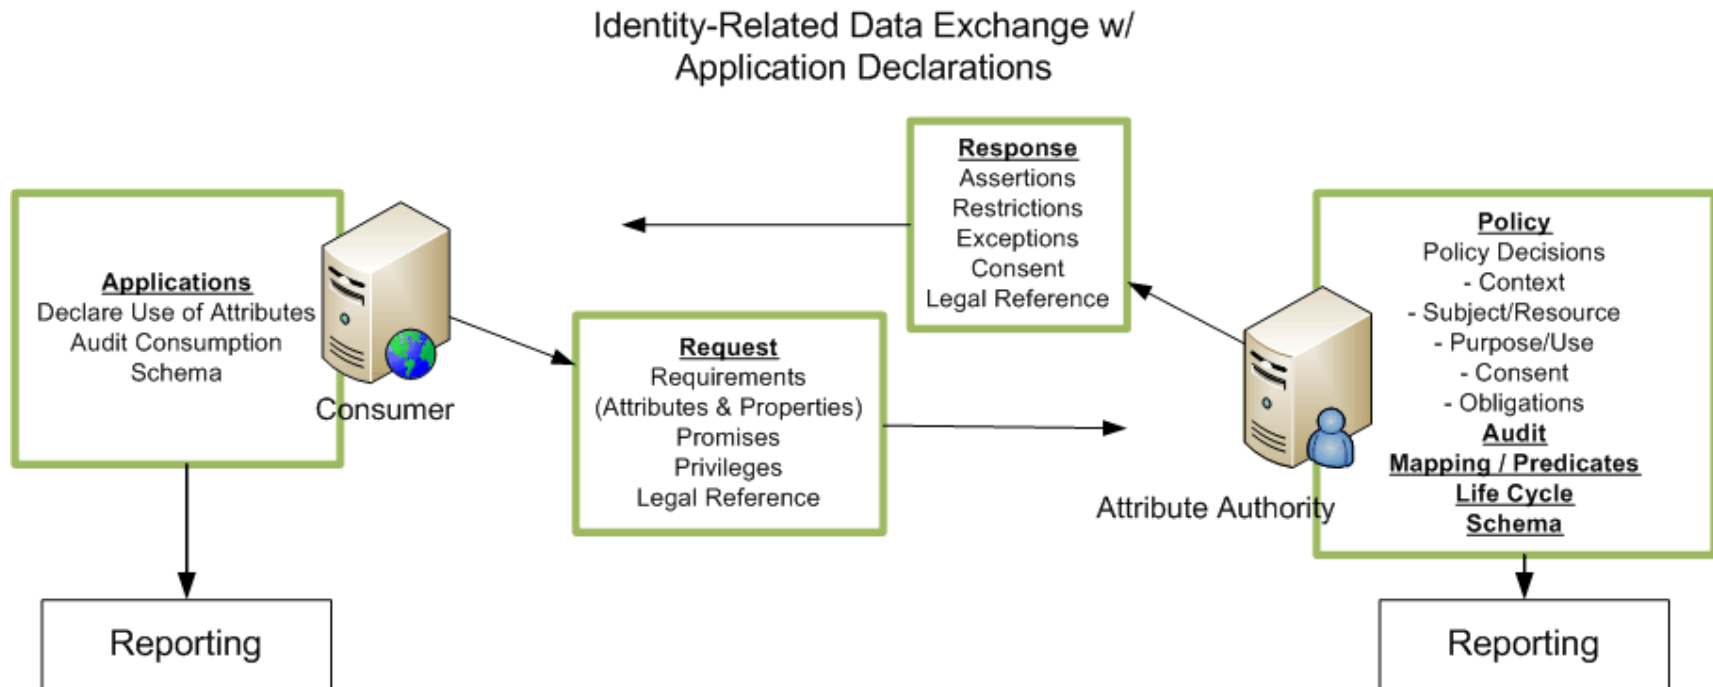 Identity-Related Data Exchange w/
Application Declarations
Response
Assertions
Restrictions
Exceptions
Consent
Legal Reference
Applications
Declare Use of Attributes
Audit Consumption
Schema
Consumer
Request
Requirements
(Attributes & Properties)
Promises
Privileges
Legal Reference
Attribute Authority
Policy
Policy Decisions
- Context
- Subject/Resource
- Purpose/Use
- Consent
- Obligations
Audit
Mapping / Predicates
Life Cycle
Schema
Reporting
Reporting